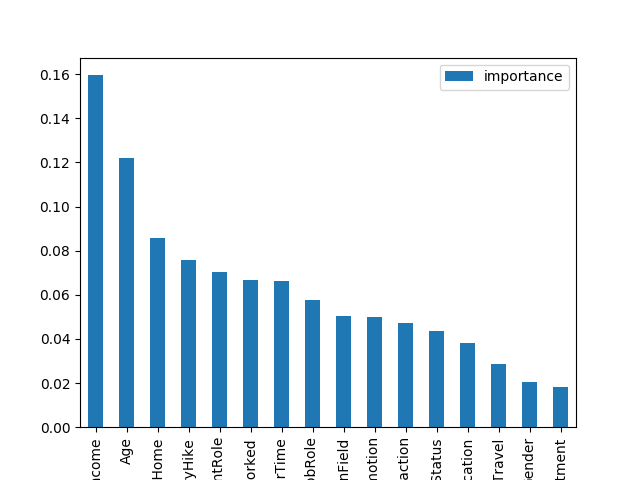 importance
0.16
0.14
0.12
0.10
0.08
0.06
0.04
0.02
0.00
ncome
Age
Home
yHike
ntRole
orked
rTime
obRole
nField
motion
action
Status
cation
Travel
ender
tment